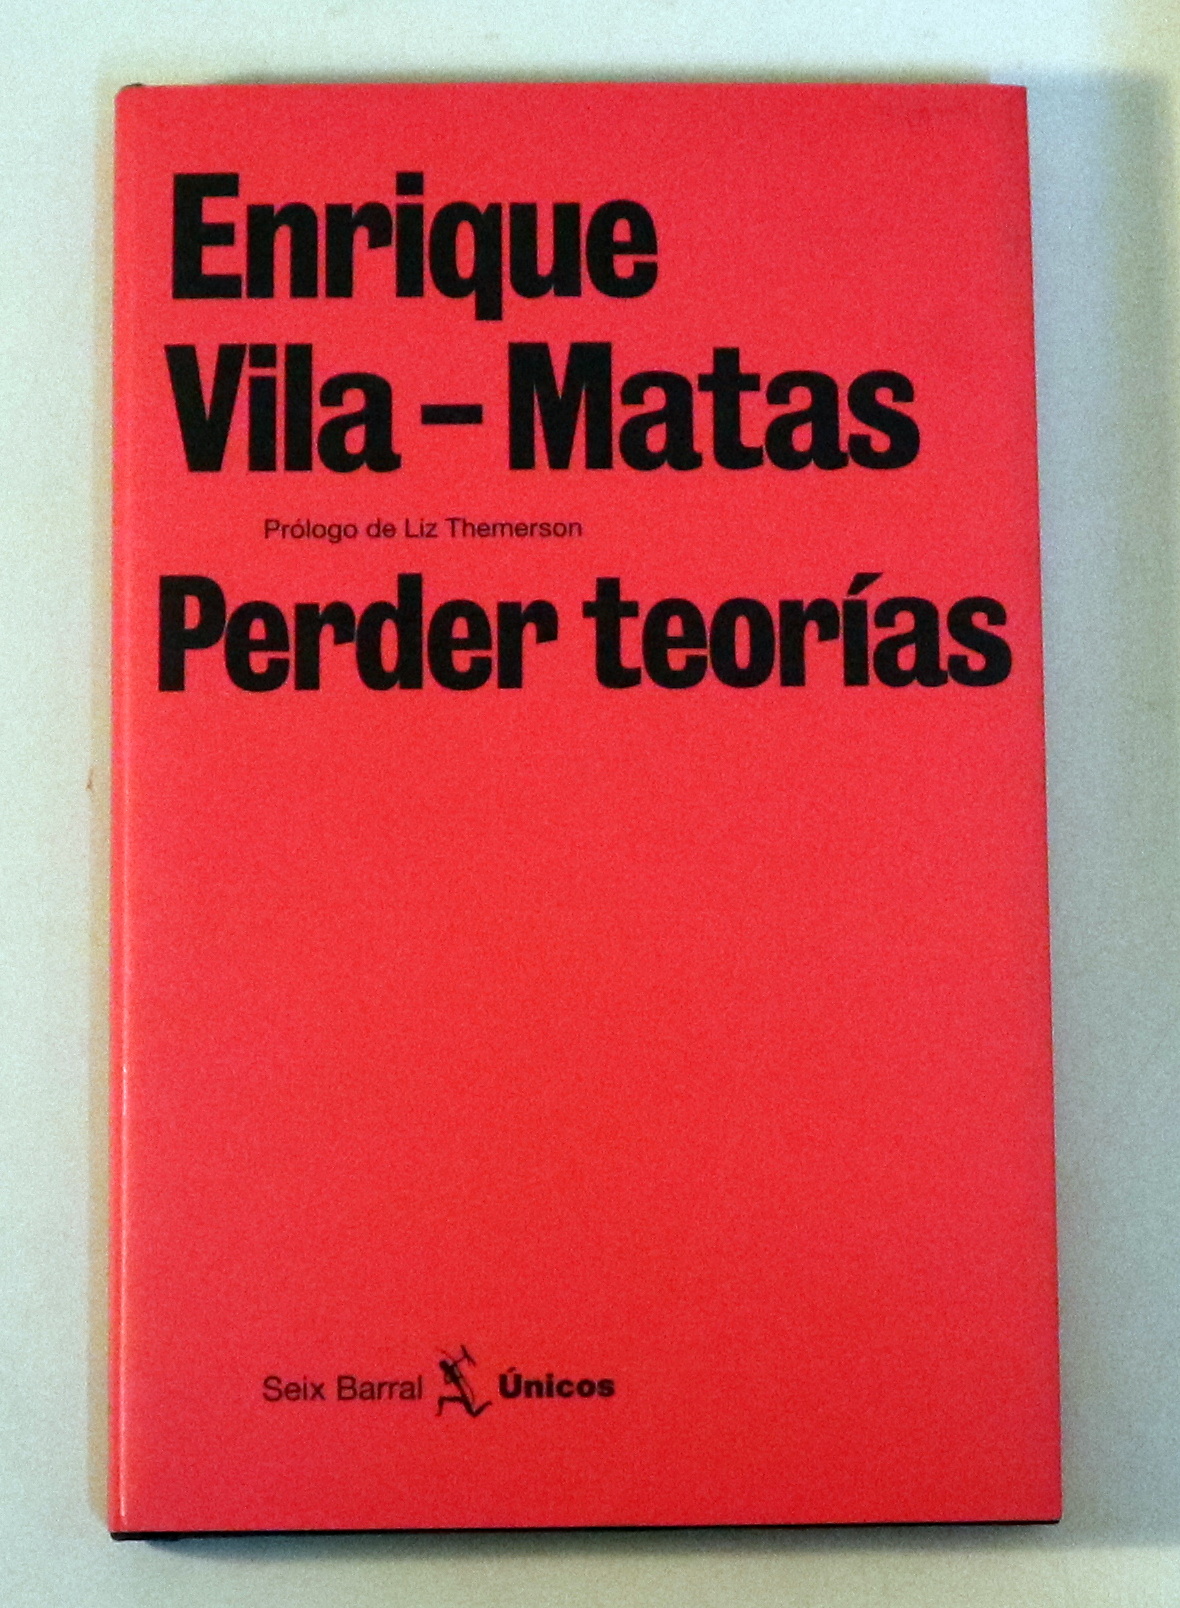 Enrique
Vila-Matas
Prólogo de Liz Themerson
Perder teorías
Seix Barral Únicos